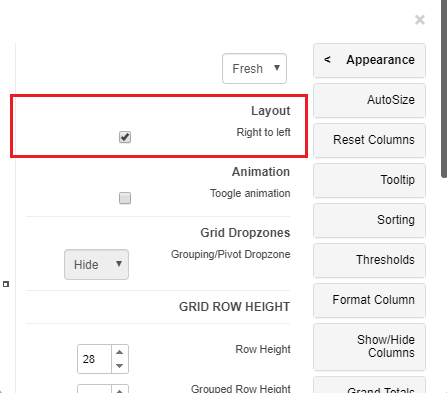 ×
Fresh
Layout
Right to left
Animation
Toogle animation
Grid Dropzones
Grouping/Pivot Dropzone
Hide
GRID ROW HEIGHT
Row Height
28
Grouped Row Height
< Appearance
AutoSize
Reset Columns
Tooltip
Sorting
Thresholds
Format Column
Show/Hide
Columns
Grand Totals